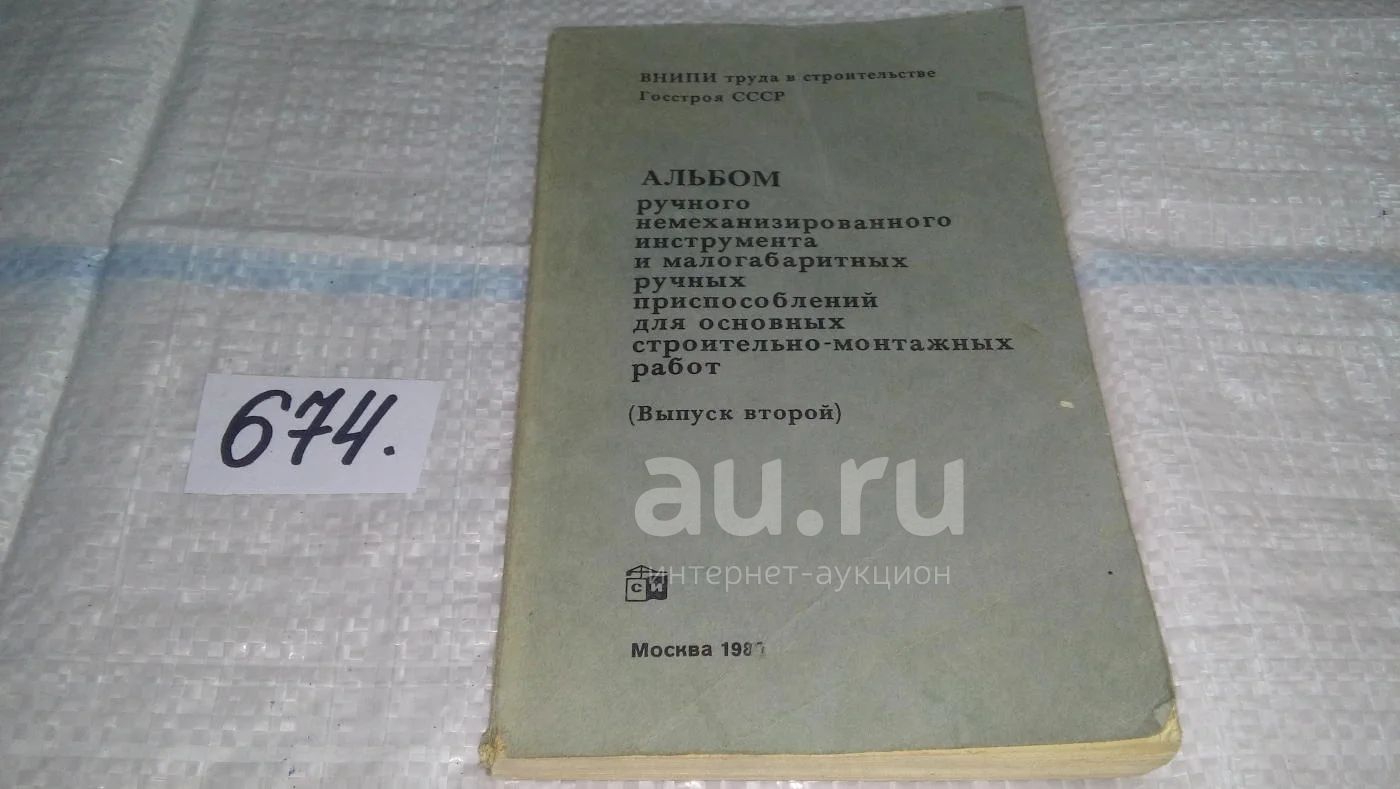 ВНИПИ труда в строительстве
Госстроя СССР
АЛЬБОМ
ручного
немеханизированного
инструмента
и малогабаритных
ручных
приспособлений
для основных
строительно-монтажных
работ
(Выпуск второй)
674.
au.ru
интернет-аукцион
СИ
Москва